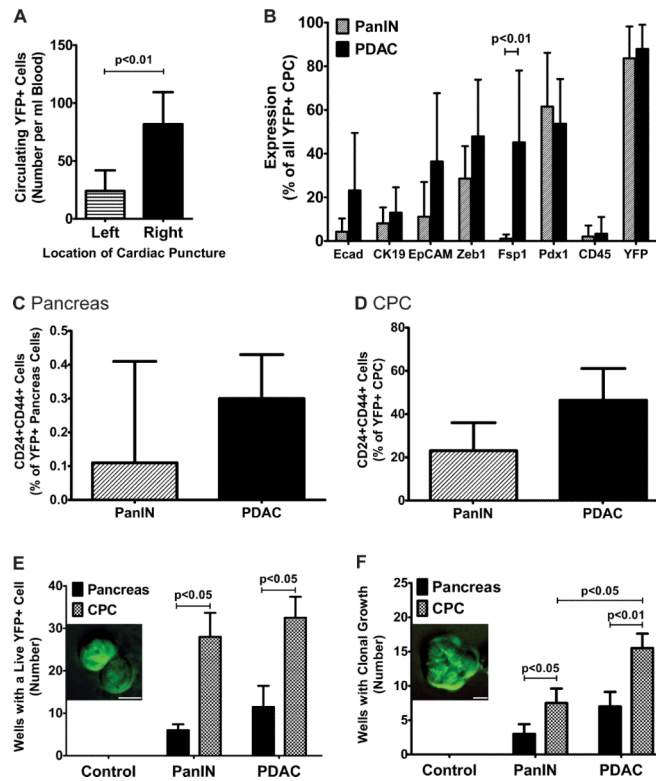 A
Circulating YFP+ Cells
(Number per ml Blood)
150
100
50
0
p<0.01
Left
Right
Location of Cardiac Puncture
B
Expression
(% of all YFP+ CPC)
100
80
60
40
20
0
PanIN
PDAC
p<0.01
Ecad
CK19
EpCAM
Zeb1
Fsp1
Pdx1
CD45
YFP
C Pancreas
CD24+CD44+ Cells
(% of YFP+ Pancreas Cells)
0.5
0.4
0.3
0.2
0.1
0.0
PanIN
PDAC
D CPC
CD24+CD44+ Cells
(% of YFP+ CPC)
80
60
40
20
0
PanIN
PDAC
E
Wells with a Live YFP+ Cell
(Number)
40
30
20
10
0
Pancreas
CPC
p<0.05
p<0.05
Control
PanIN
PDAC
F
Wells with Clonal Growth
(Number)
25
20
15
10
5
0
Pancreas
CPC
p<0.05
p<0.05
p<0.01
Control
PanIN
PDAC